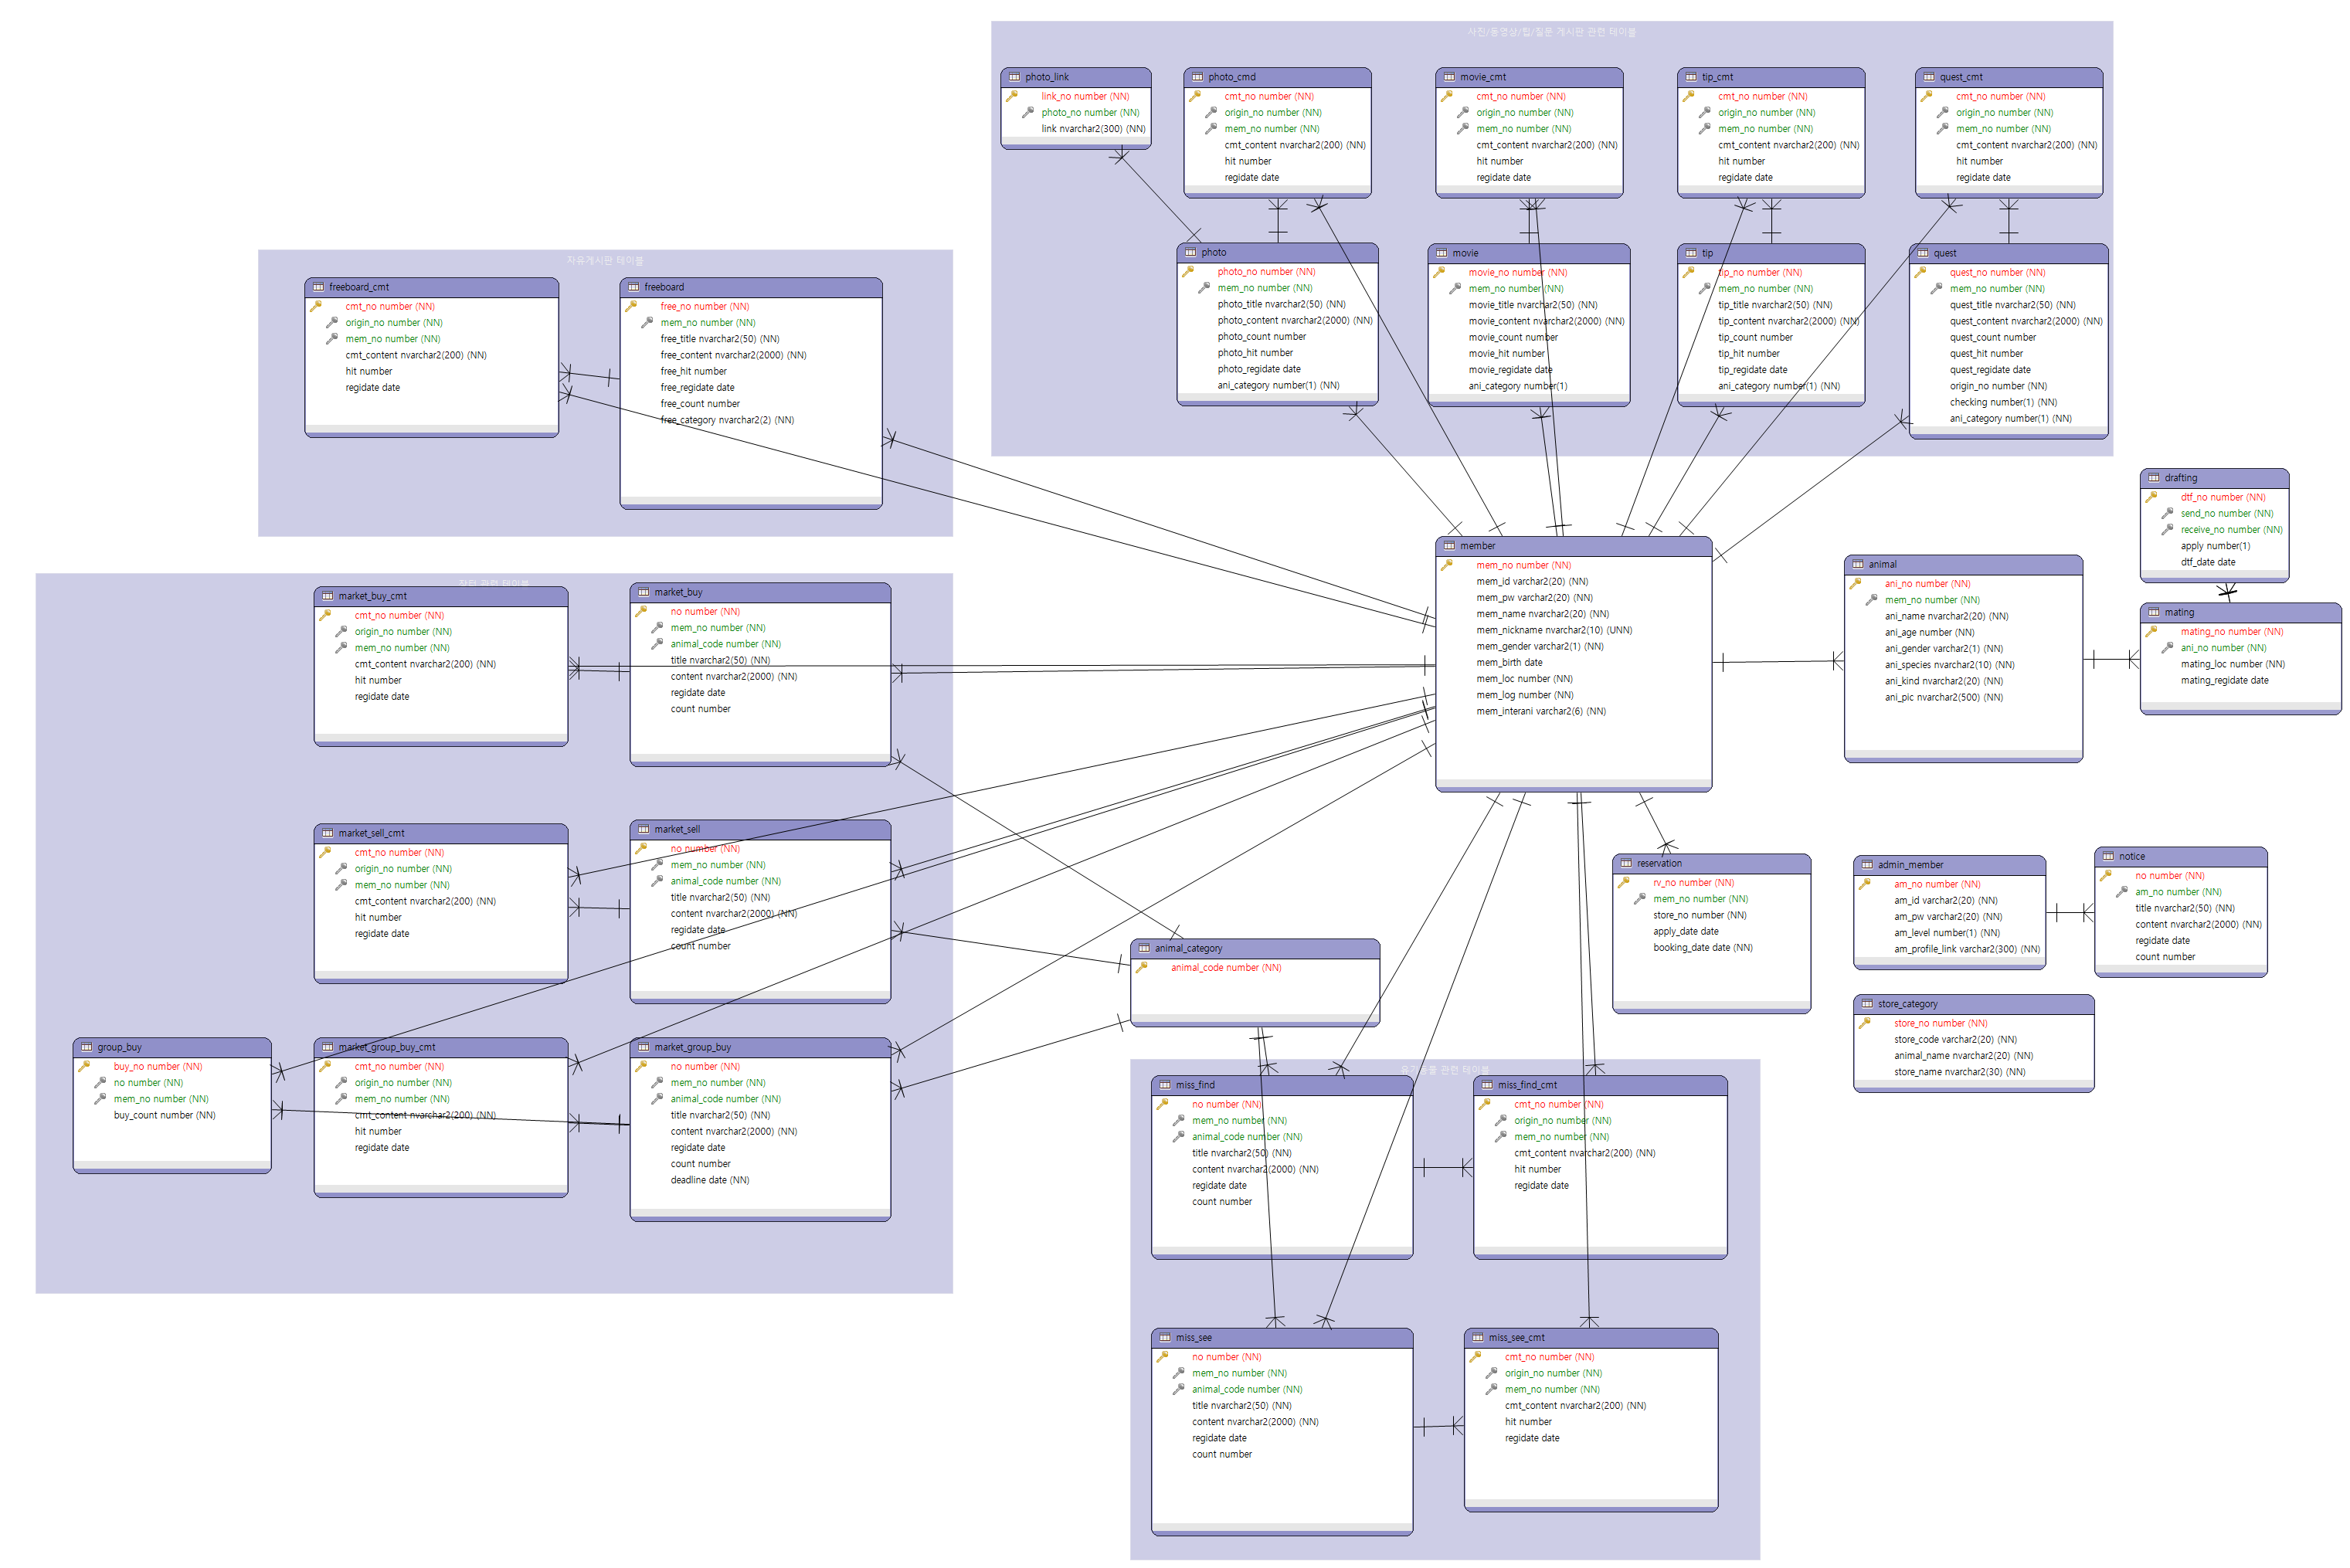 사진/동영상/팁/질문 게시판 관련 테이블
photo_link
link_no number (NN)
photo_no number (NN)
link nvarchar2(300) (NN)
photo_cmd
cmt_no number (NN)
origin_no number (NN)
mem_no number (NN)
cmt_content nvarchar2(200) (NN)
hit number
regidate date
movie_cmt
cmt_no number (NN)
origin_no number (NN)
mem_no number (NN)
cmt_content nvarchar2(200) (NN)
hit number
regidate date
tip_cmt
cmt_no number (NN)
origin_no number (NN)
mem_no number (NN)
cmt_content nvarchar2(200) (NN)
hit number
regidate date
quest_cmt
cmt_no number (NN)
origin_no number (NN)
mem_no number (NN)
cmt_content nvarchar2(200) (NN)
hit number
regidate date
photo
photo_no number (NN)
mem_no number (NN)
photo_title nvarchar2(50) (NN)
photo_content nvarchar2(2000) (NN)
photo_count number
photo_hit number
photo_regidate date
ani_category number(1) (NN)
movie
movie_no number (NN)
mem_no number (NN)
movie_title nvarchar2(50) (NN)
movie_content nvarchar2(2000) (NN)
movie_count number
movie_hit number
movie_regidate date
ani_category number(1)
tip
tip_no number (NN)
mem_no number (NN)
tip_title nvarchar2(50) (NN)
tip_content nvarchar2(2000) (NN)
tip_count number
tip_hit number
tip_regidate date
ani_category number(1) (NN)
quest
quest_no number (NN)
mem_no number (NN)
quest_title nvarchar2(50) (NN)
quest_content nvarchar2(2000) (NN)
quest_count number
quest_hit number
quest_regidate date
origin_no number (NN)
checking number(1) (NN)
ani_category number(1) (NN)
자유게시판 테이블
freeboard_cmt
cmt_no number (NN)
origin_no number (NN)
mem_no number (NN)
cmt_content nvarchar2(200) (NN)
hit number
regidate date
freeboard
free_no number (NN)
mem_no number (NN)
free_title nvarchar2(50) (NN)
free_content nvarchar2(2000) (NN)
free_hit number
free_regidate date
free_count number
free_category nvarchar2(2) (NN)
drafting
dtf_no number (NN)
send_no number (NN)
receive_no number (NN)
apply number(1)
dtf_date date
member
mem_no number (NN)
mem_id varchar2(20) (NN)
mem_pw varchar2(20) (NN)
mem_name nvarchar2(20) (NN)
mem_nickname nvarchar2(10) (UNN)
mem_gender varchar2(1) (NN)
mem_birth date
mem_loc number (NN)
mem_log number (NN)
mem_interani varchar2(6) (NN)
animal
ani_no number (NN)
mem_no number (NN)
ani_name nvarchar2(20) (NN)
ani_age number (NN)
ani_gender varchar2(1) (NN)
ani_species nvarchar2(10) (NN)
ani_kind nvarchar2(20) (NN)
ani_pic nvarchar2(500) (NN)
mating
mating_no number (NN)
ani_no number (NN)
mating_loc number (NN)
mating_regidate date
장터 관련 테이블
market_buy_cmt
cmt_no number (NN)
origin_no number (NN)
mem_no number (NN)
cmt_content nvarchar2(200) (NN)
hit number
regidate date
market_buy
no number (NN)
mem_no number (NN)
animal_code number (NN)
title nvarchar2(50) (NN)
content nvarchar2(2000) (NN)
regidate date
count number
market_sell_cmt
cmt_no number (NN)
origin_no number (NN)
mem_no number (NN)
cmt_content nvarchar2(200) (NN)
hit number
regidate date
market_sell
no number (NN)
mem_no number (NN)
animal_code number (NN)
title nvarchar2(50) (NN)
content nvarchar2(2000) (NN)
regidate date
count number
reservation
rv_no number (NN)
mem_no number (NN)
store_no number (NN)
apply_date date
booking_date date (NN)
admin_member
am_no number (NN)
am_id varchar2(20) (NN)
am_pw varchar2(20) (NN)
am_level number(1) (NN)
am_profile_link varchar2(300) (NN)
notice
no number (NN)
am_no number (NN)
title nvarchar2(50) (NN)
content nvarchar2(2000) (NN)
regidate date
count number
animal_category
animal_code number (NN)
store_category
store_no number (NN)
store_code varchar2(20) (NN)
animal_name nvarchar2(20) (NN)
store_name nvarchar2(30) (NN)
group_buy
buy_no number (NN)
no number (NN)
mem_no number (NN)
buy_count number (NN)
market_group_buy_cmt
cmt_no number (NN)
origin_no number (NN)
mem_no number (NN)
cmt_content nvarchar2(200) (NN)
hit number
regidate date
market_group_buy
no number (NN)
mem_no number (NN)
animal_code number (NN)
title nvarchar2(50) (NN)
content nvarchar2(2000) (NN)
regidate date
count number
deadline date (NN)
유기동물 관련 테이블
miss_find
no number (NN)
mem_no number (NN)
animal_code number (NN)
title nvarchar2(50) (NN)
content nvarchar2(2000) (NN)
regidate date
count number
miss_find_cmt
cmt_no number (NN)
origin_no number (NN)
mem_no number (NN)
cmt_content nvarchar2(200) (NN)
hit number
regidate date
miss_see
no number (NN)
mem_no number (NN)
animal_code number (NN)
title nvarchar2(50) (NN)
content nvarchar2(2000) (NN)
regidate date
count number
miss_see_cmt
cmt_no number (NN)
origin_no number (NN)
mem_no number (NN)
cmt_content nvarchar2(200) (NN)
hit number
regidate date